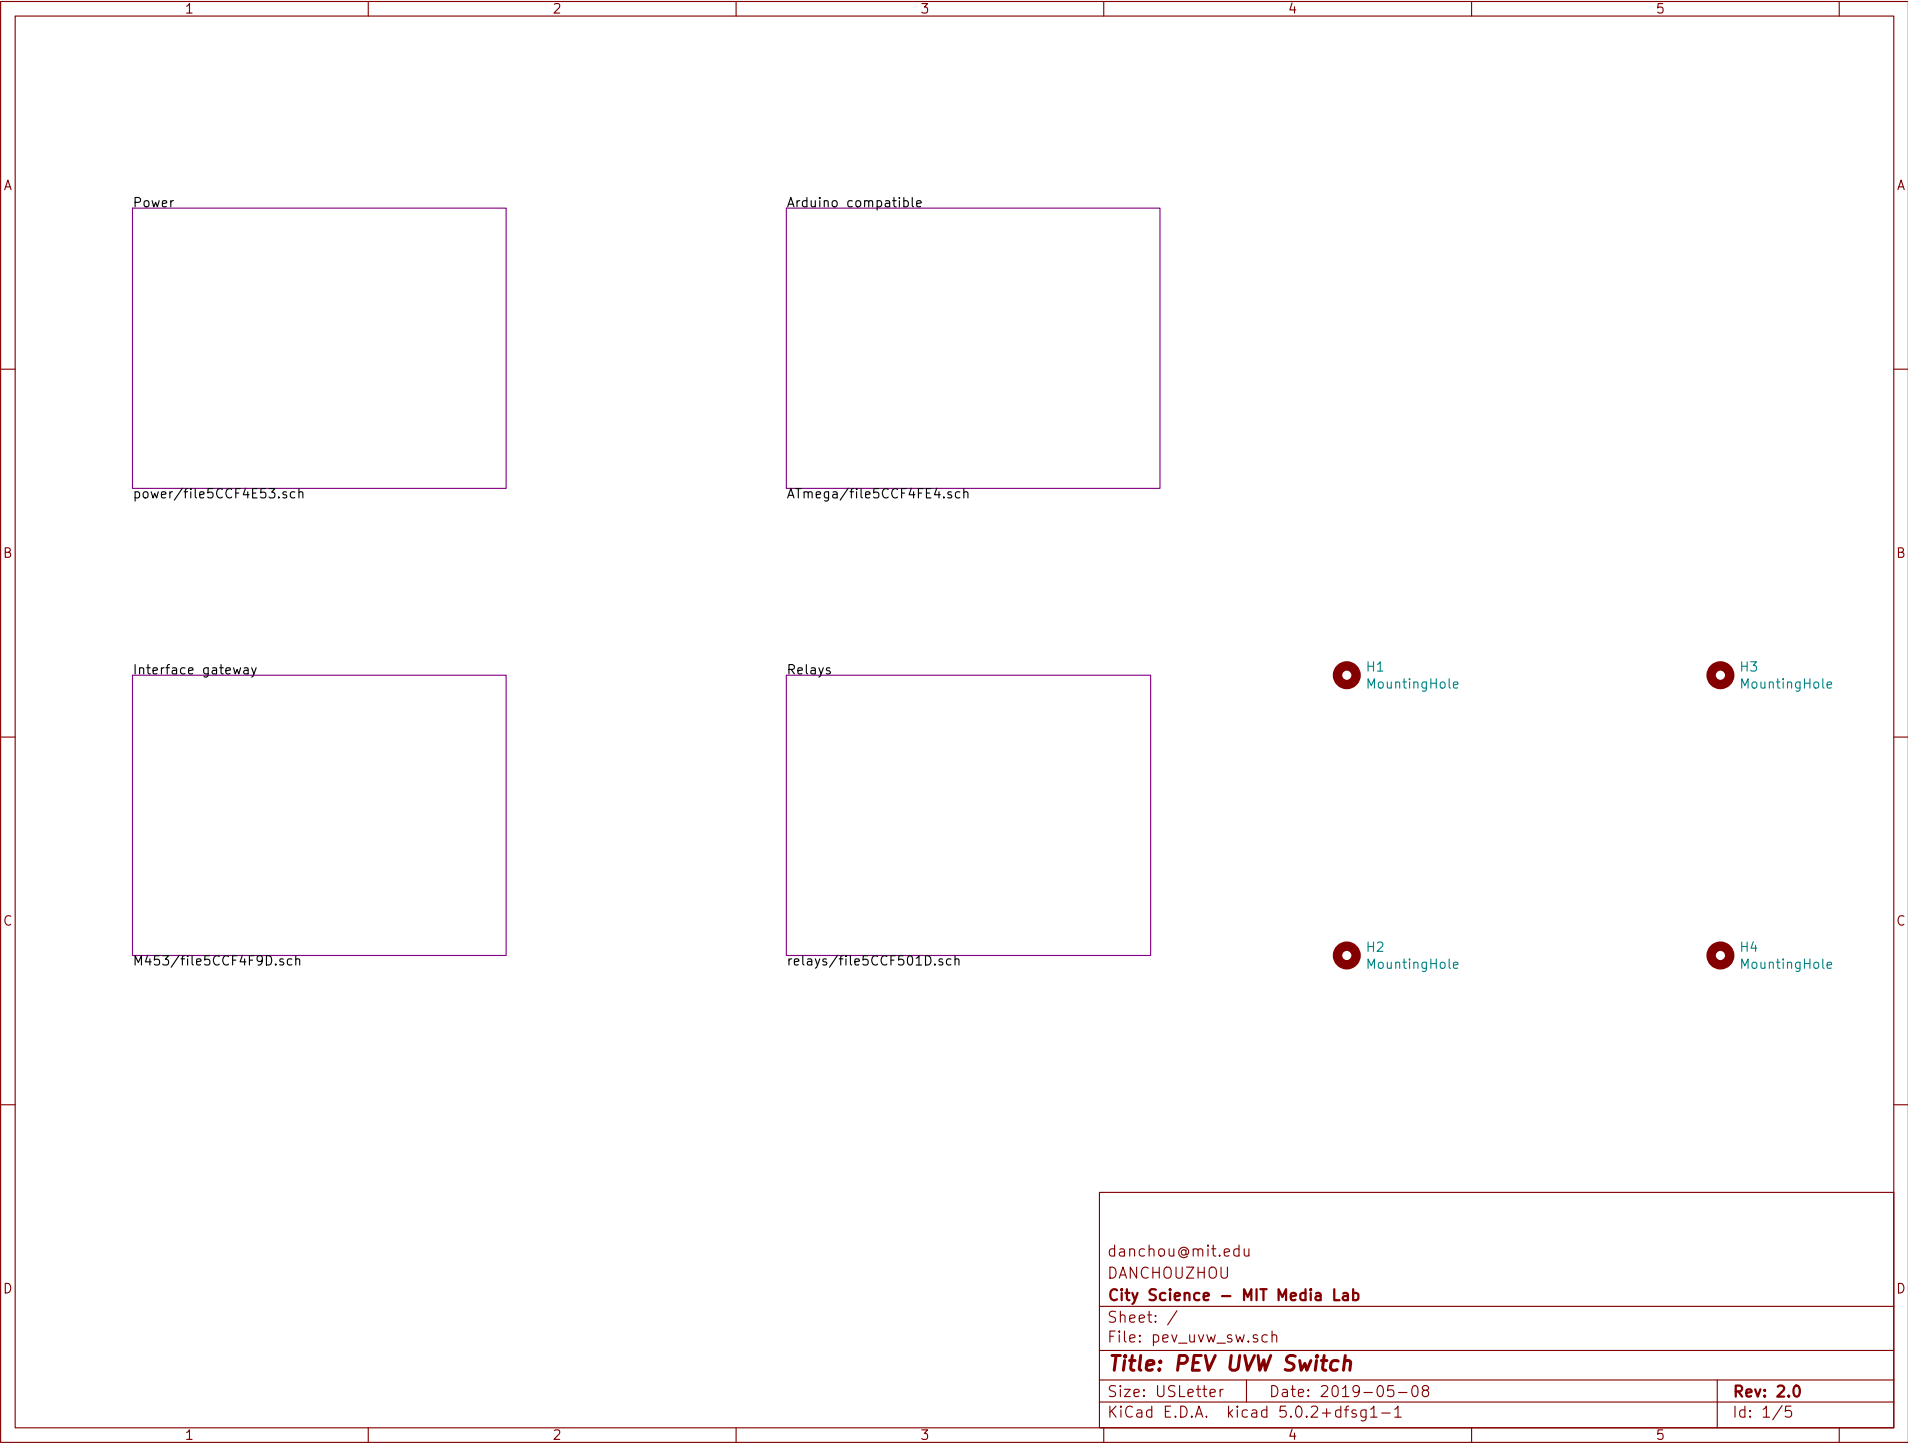 1 2 3 4 5
A A
Power
Arduino compatible
power/file5CCF4E53.sch
ATmega/file5CCF4FE4.sch
B B
Interface gateway
Relays
H1
MountingHole
H3
MountingHole
C C
M453/file5CCF4F9D.sch
relays/file5CCF501D.sch
H2
MountingHole
H4
MountingHole
D D
danchou@mit.edu
DANCHOUZHOU
City Science – MIT Media Lab
Sheet: /
File: pev_uvw_sw.sch
Title: PEV UVW Switch
Size: USLetter Date: 2019-05-08 Rev: 2.0
KiCad E.D.A. kicad 5.0.2+dfsg1-1 Id: 1/5
1 2 3 4 5